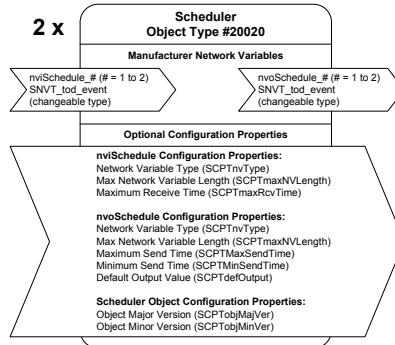 2 x
Scheduler
Object Type #20020
Manufacturer Network Variables
nviSchedule_# (# = 1 to 2)
SNVT_tod_event
(changeable type)
nvoSchedule_# (# = 1 to 2)
SNVT_tod_event
(changeable type)
Optional Configuration Properties
nviSchedule Configuration Properties:
Network Variable Type (SCPTnvType)
Max Network Variable Length (SCPTmaxNVLength)
Maximum Receive Time (SCPTmaxRcvTime)
nvoSchedule Configuration Properties:
Network Variable Type (SCPTnvType)
Max Network Variable Length (SCPTmaxNVLength)
Maximum Send Time (SCPTMaxSendTime)
Minimum Send Time (SCPTMinSendTime)
Default Output Value (SCPTdefOutput)
Scheduler Object Configuration Properties:
Object Major Version (SCPTobjMajVer)
Object Minor Version (SCPTobjMinVer)